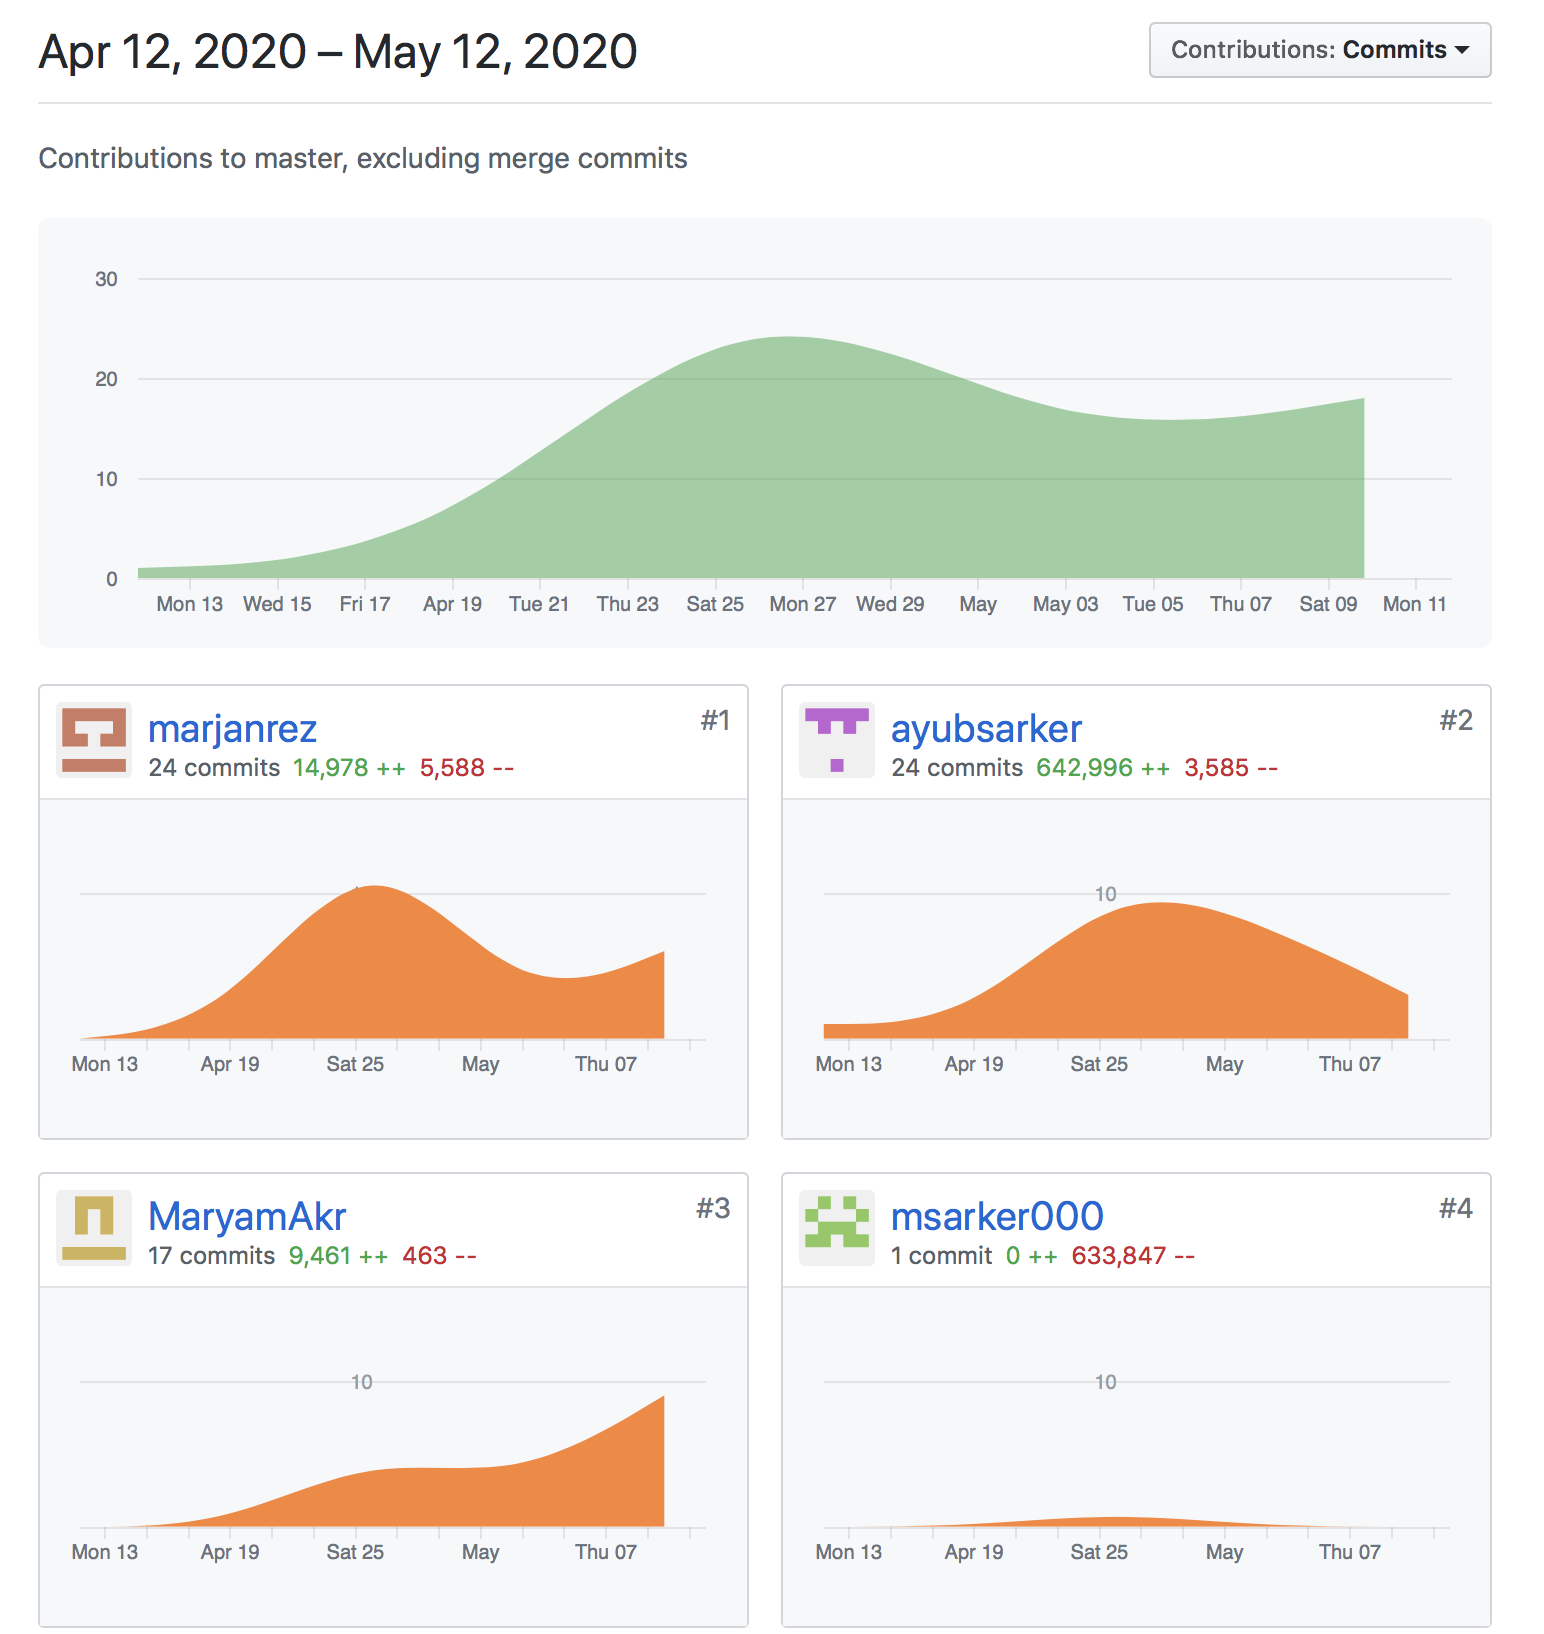 Apr 12, 2020 – May 12, 2020
Contributions: Commits
Contributions to master, excluding merge commits
30
20
10
0
Mon 13 Wed 15 Fri 17 Apr 19 Tue 21 Thu 23 Sat 25 Mon 27 Wed 29 May May 03 Tue 05 Thu 07 Sat 09 Mon 11
marjanrez #1
24 commits 14,978 ++ 5,588 --
Mon 13 Apr 19 Sat 25 May Thu 07
ayubsarker #2
24 commits 642,996 ++ 3,585 --
10
Mon 13 Apr 19 Sat 25 May Thu 07
MaryamAkr #3
17 commits 9,461 ++ 463 --
10
Mon 13 Apr 19 Sat 25 May Thu 07
msarker000 #4
1 commit 0 ++ 633,847 --
10
Mon 13 Apr 19 Sat 25 May Thu 07